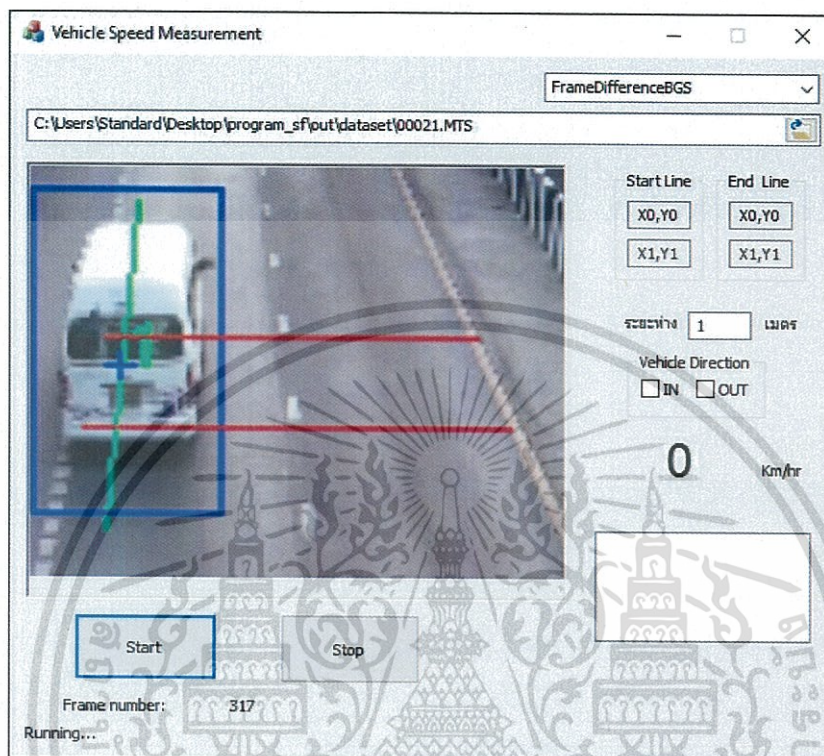 Vehicle Speed Measurement
FrameDifferenceBGS
C:\Users\Standard\Desktop\program_sf\out\dataset\00021.MTS
Start Line End Line
X0,Y0 X0,Y0
X1,Y1 X1,Y1
1
ระยะห่าง 1 เมตร
Vehicle Direction
IN OUT
0 Km/hr
Start Stop
Frame number: 317
Running...